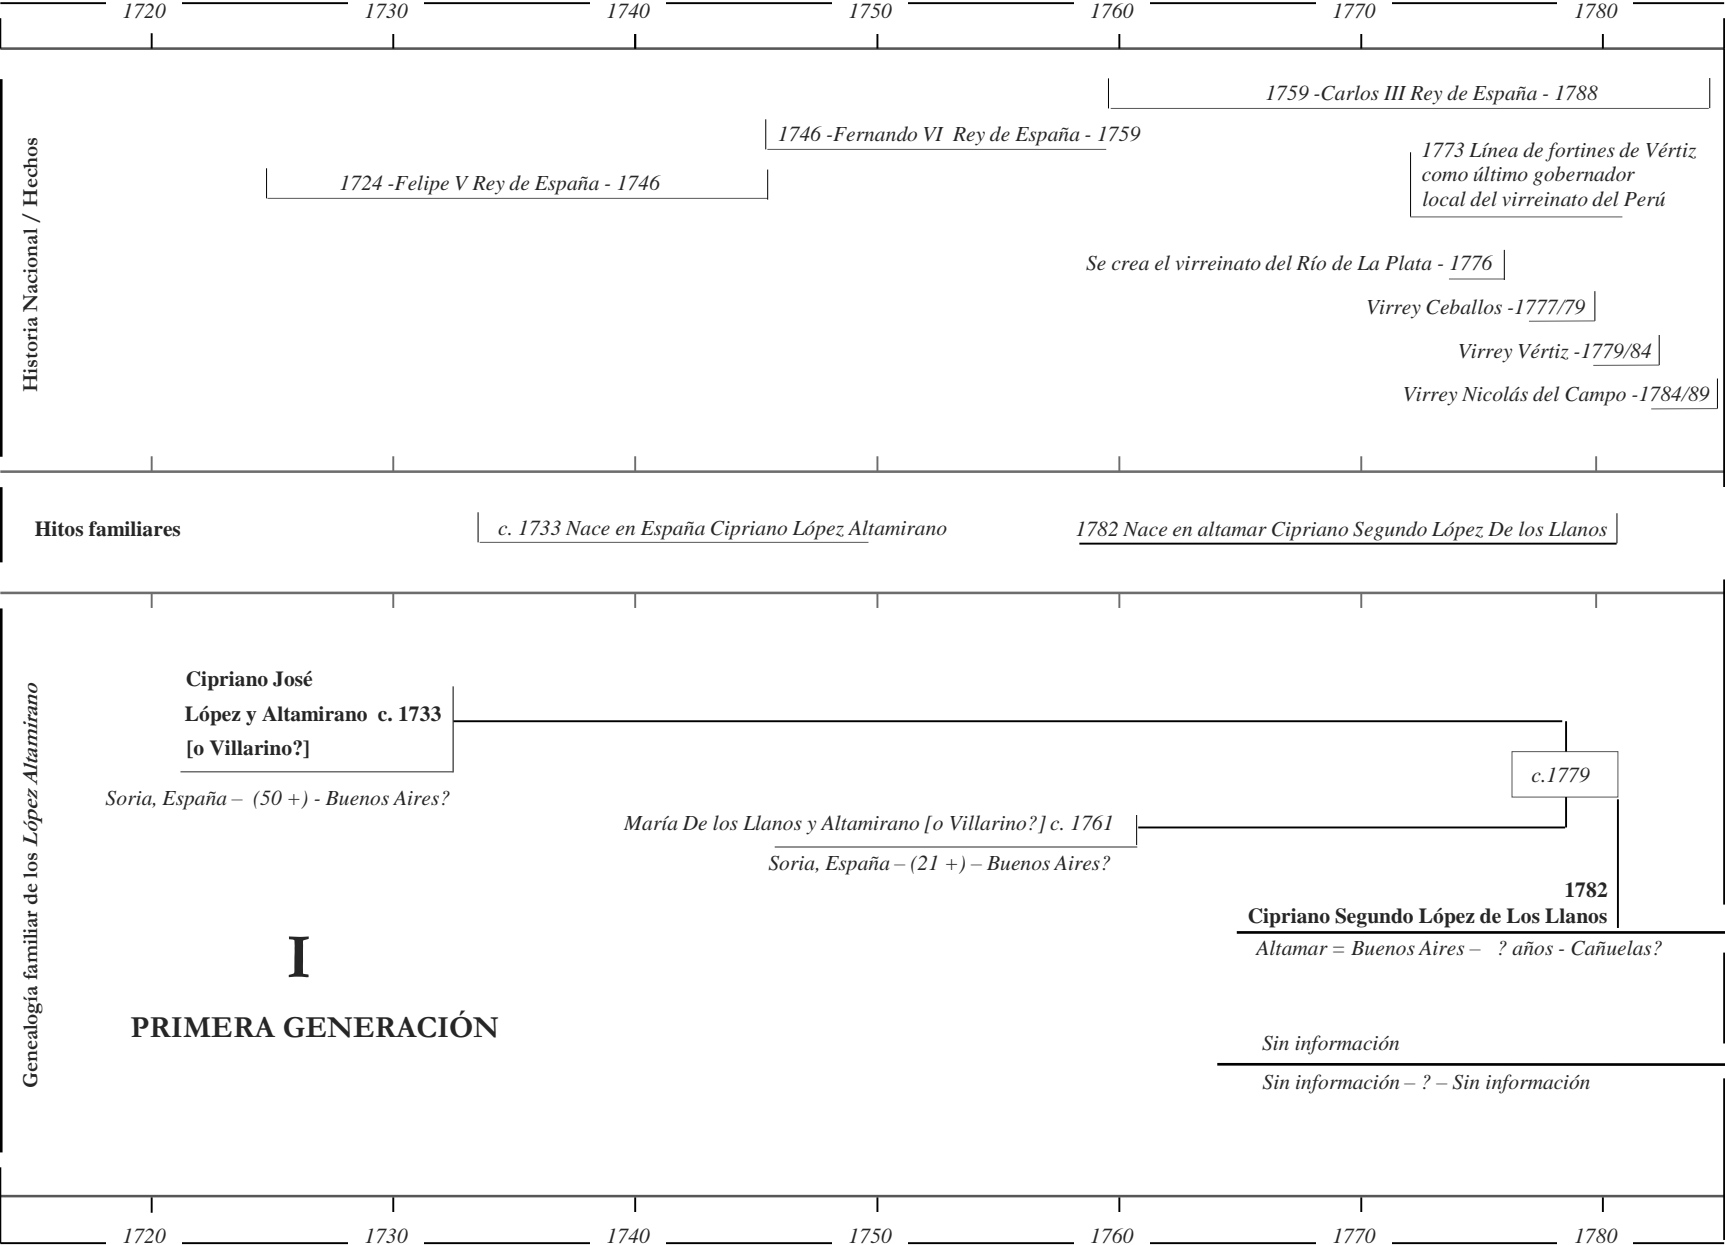 1720 1730 1740 1750 1760 1770 1780
Historia Nacional / Hechos
1759 -Carlos III Rey de España - 1788
1746 -Fernando VI Rey de España - 1759
1724 -Felipe V Rey de España - 1746
1773 Línea de fortines de Vértiz
como último gobernador
local del virreinato del Perú
Se crea el virreinato del Río de La Plata - 1776
Virrey Ceballos -1777/79
Virrey Vértiz -1779/84
Virrey Nicolás del Campo -1784/89
Hitos familiares
c. 1733 Nace en España Cipriano López Altamirano
1782 Nace en altamar Cipriano Segundo López De los Llanos
Genealogía familiar de los López Altamirano
Cipriano José
López y Altamirano c. 1733
[o Villarino?]
Soria, España – (50 +) - Buenos Aires?
c.1779
María De los Llanos y Altamirano [o Villarino?] c. 1761
Soria, España – (21 +) – Buenos Aires?
1782
Cipriano Segundo López de Los Llanos
Altamar = Buenos Aires – ? años - Cañuelas?
I
PRIMERA GENERACIÓN
Sin información
Sin información – ? – Sin información
1720 1730 1740 1750 1760 1770 1780